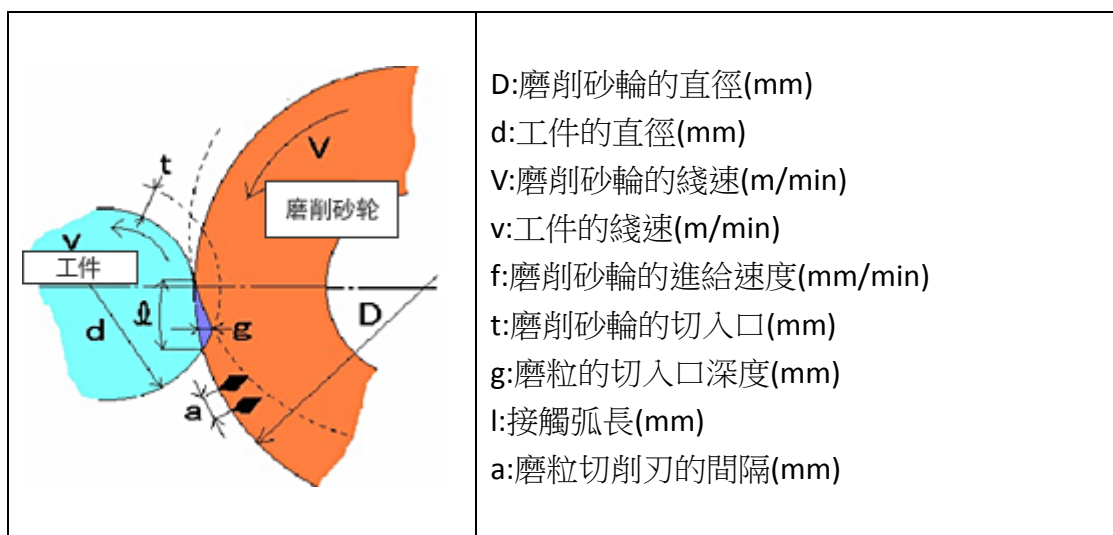 t
V
磨削砂轮
v
工件
l
g
D
d
a
D:磨削砂輪的直徑(mm)
d:工件的直徑(mm)
V:磨削砂輪的綫速(m/min)
v:工件的綫速(m/min)
f:磨削砂輪的進給速度(mm/min)
t:磨削砂輪的切入口(mm)
g:磨粒的切入口深度(mm)
l:接觸弧長(mm)
a:磨粒切削刃的間隔(mm)